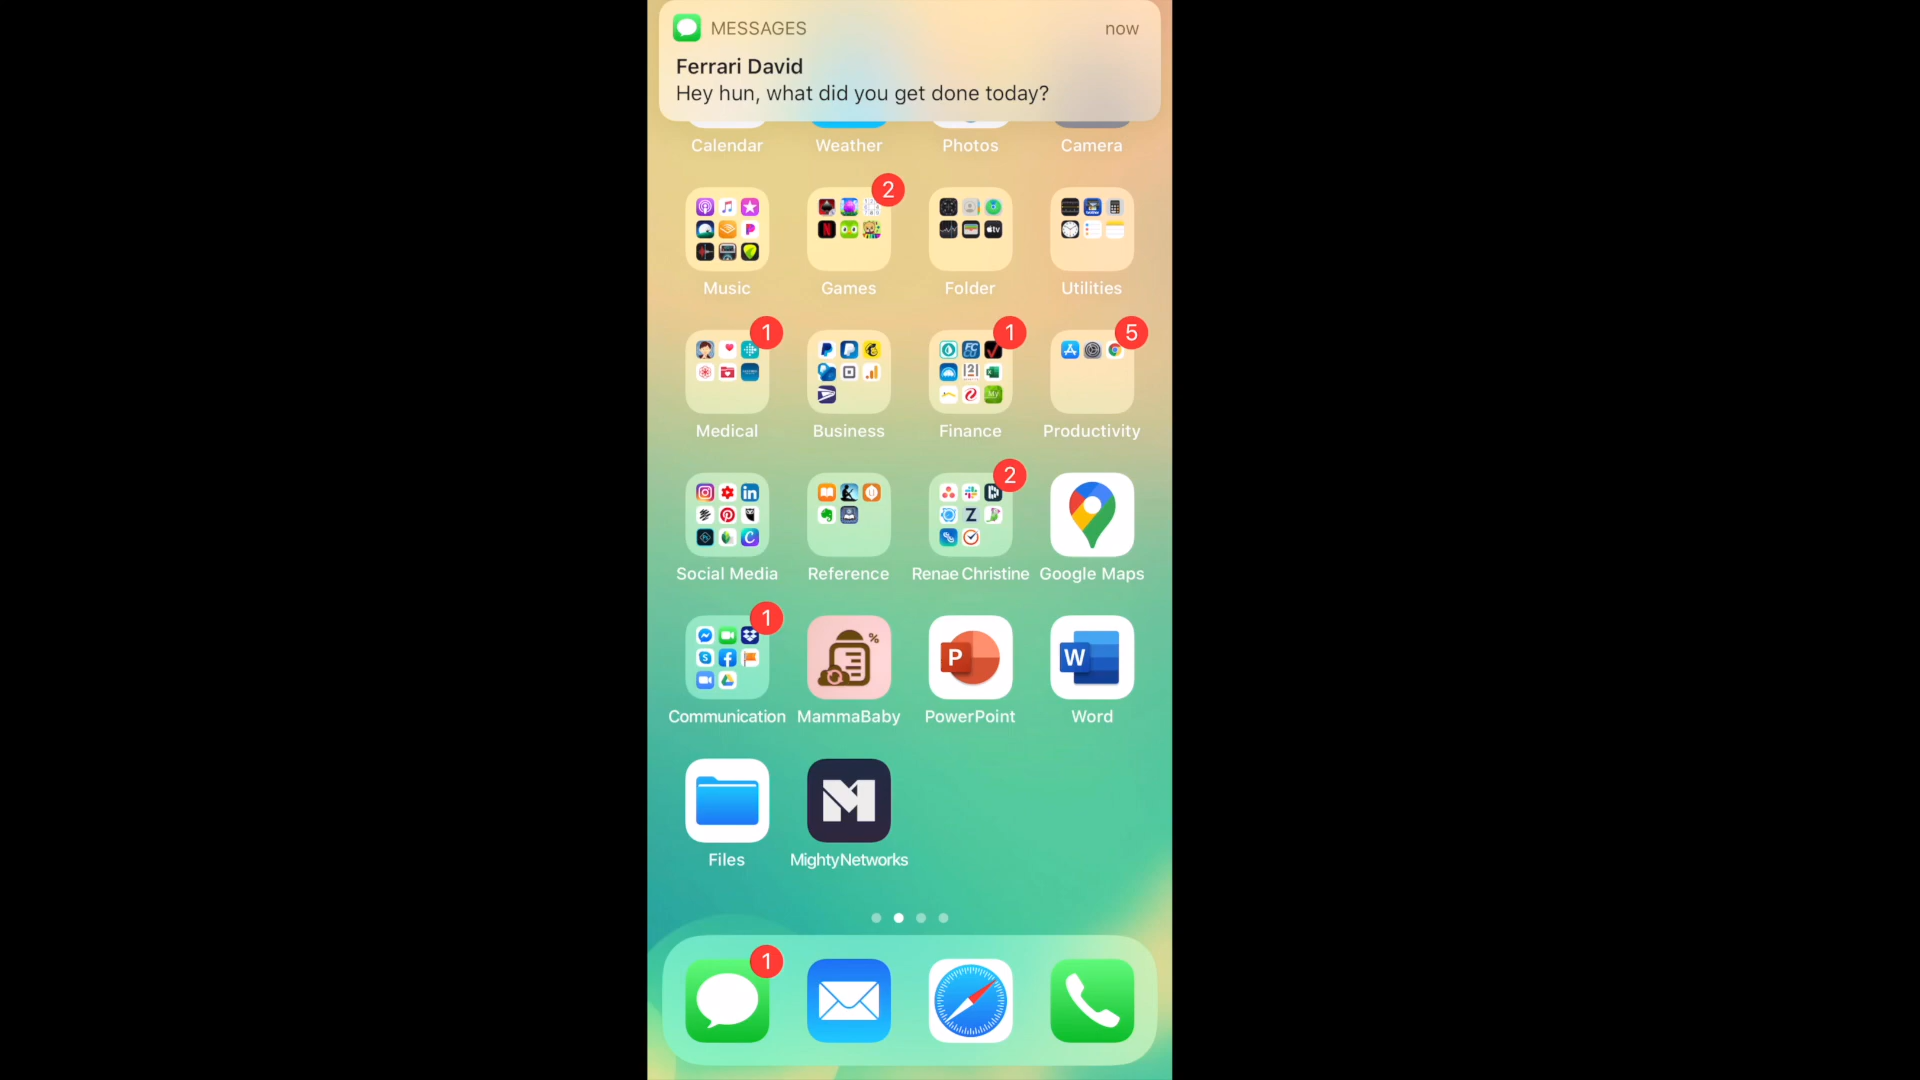 MESSAGES now
Ferrari David
Hey hun, what did you get done today?
Calendar Weather Photos Camera
2
Music Games Folder Utilities
1 1 5
Medical Business Finance Productivity
2
Social Media Reference Renae Christine Google Maps
1
%
P W
Communication MammaBaby PowerPoint Word
Files MightyNetworks
1